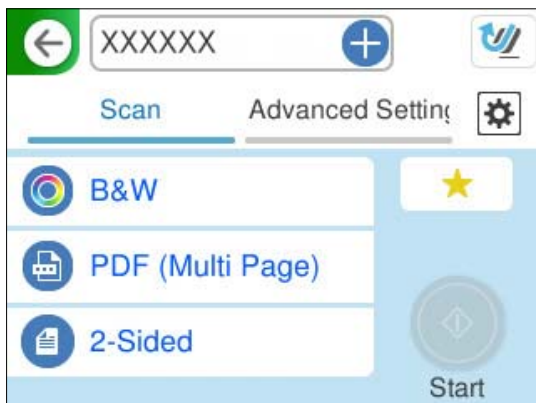 XXXXXX
Scan Advanced Setting
B&W
PDF (Multi Page)
2-Sided
Start